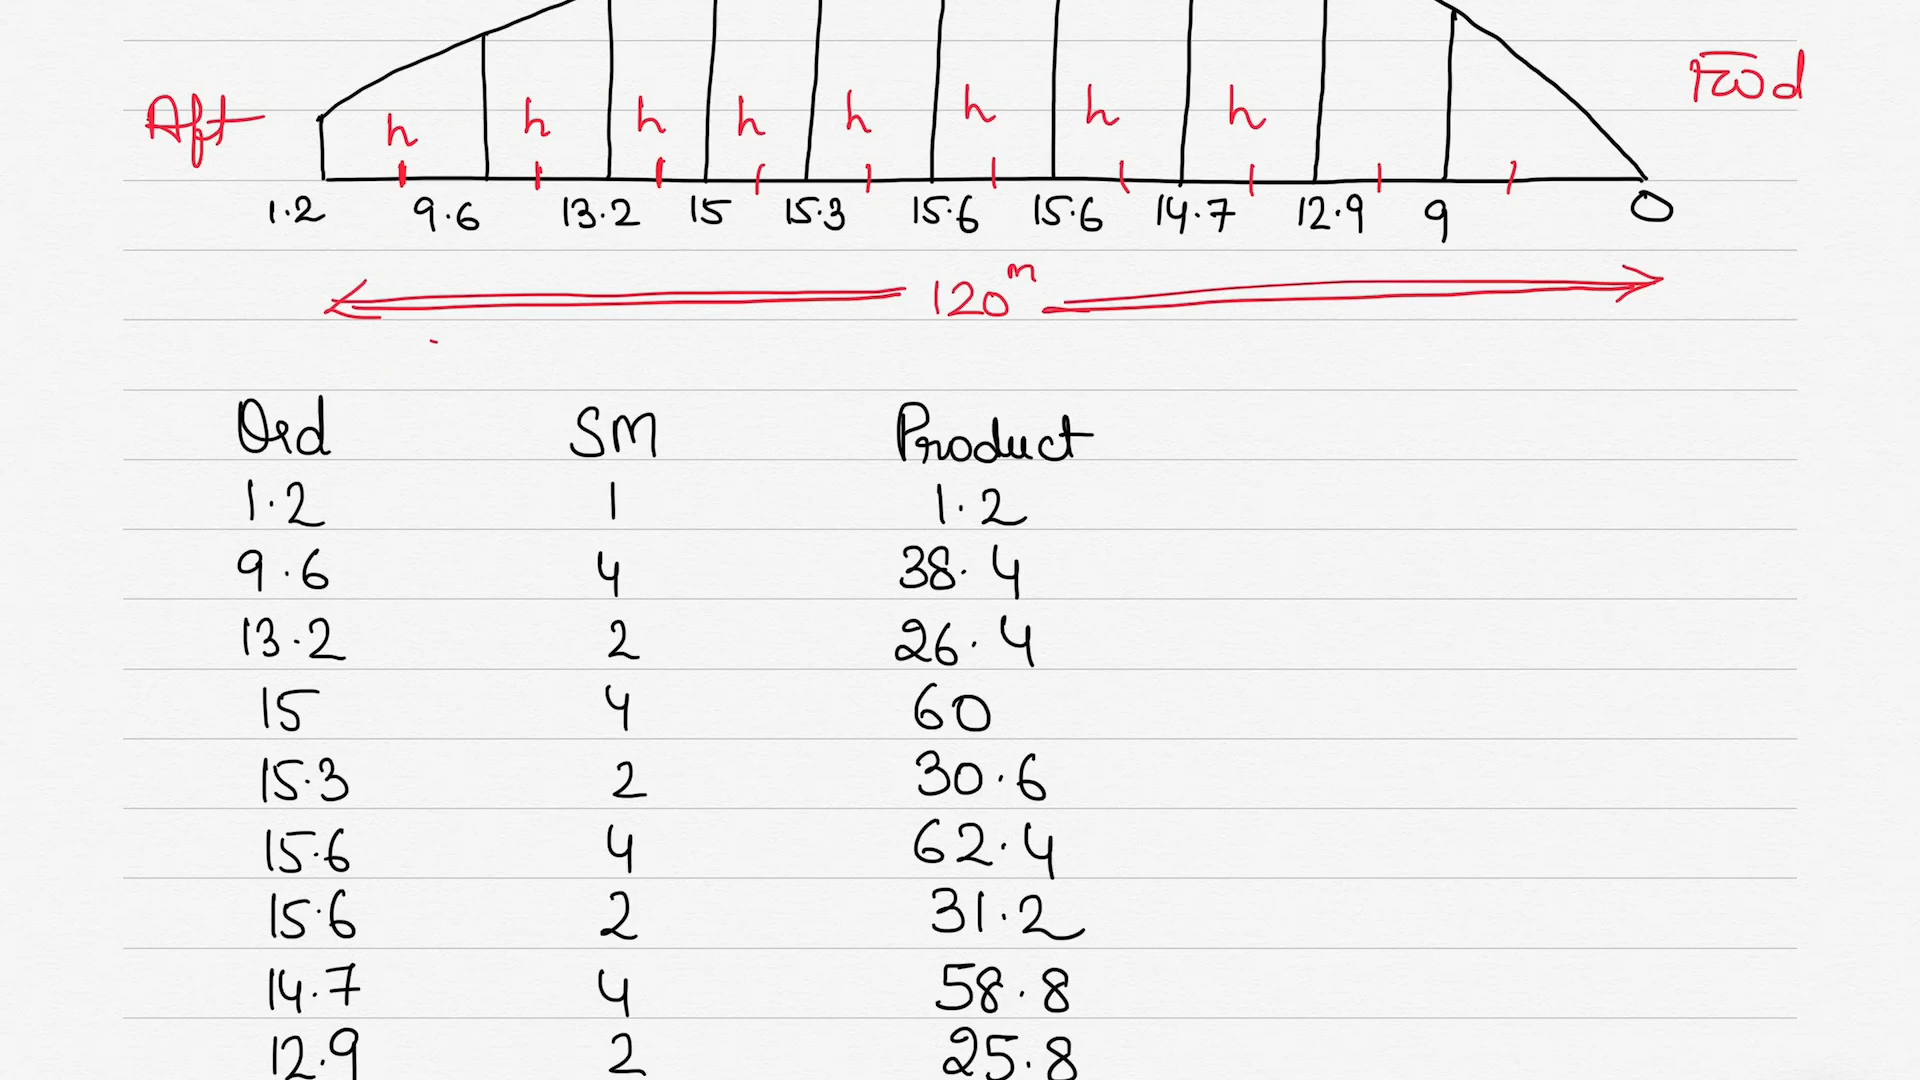 Aft h h h h h h h h Fwd
1.2 9.6 13.2 15 15.3 15.6 15.6 14.7 12.9 9 0
120m
Ord SM Product
1.2 1 1.2
9.6 4 38.4
13.2 2 26.4
15 4 60
15.3 2 30.6
15.6 4 62.4
15.6 2 31.2
14.7 4 58.8
12.9 2 25.8